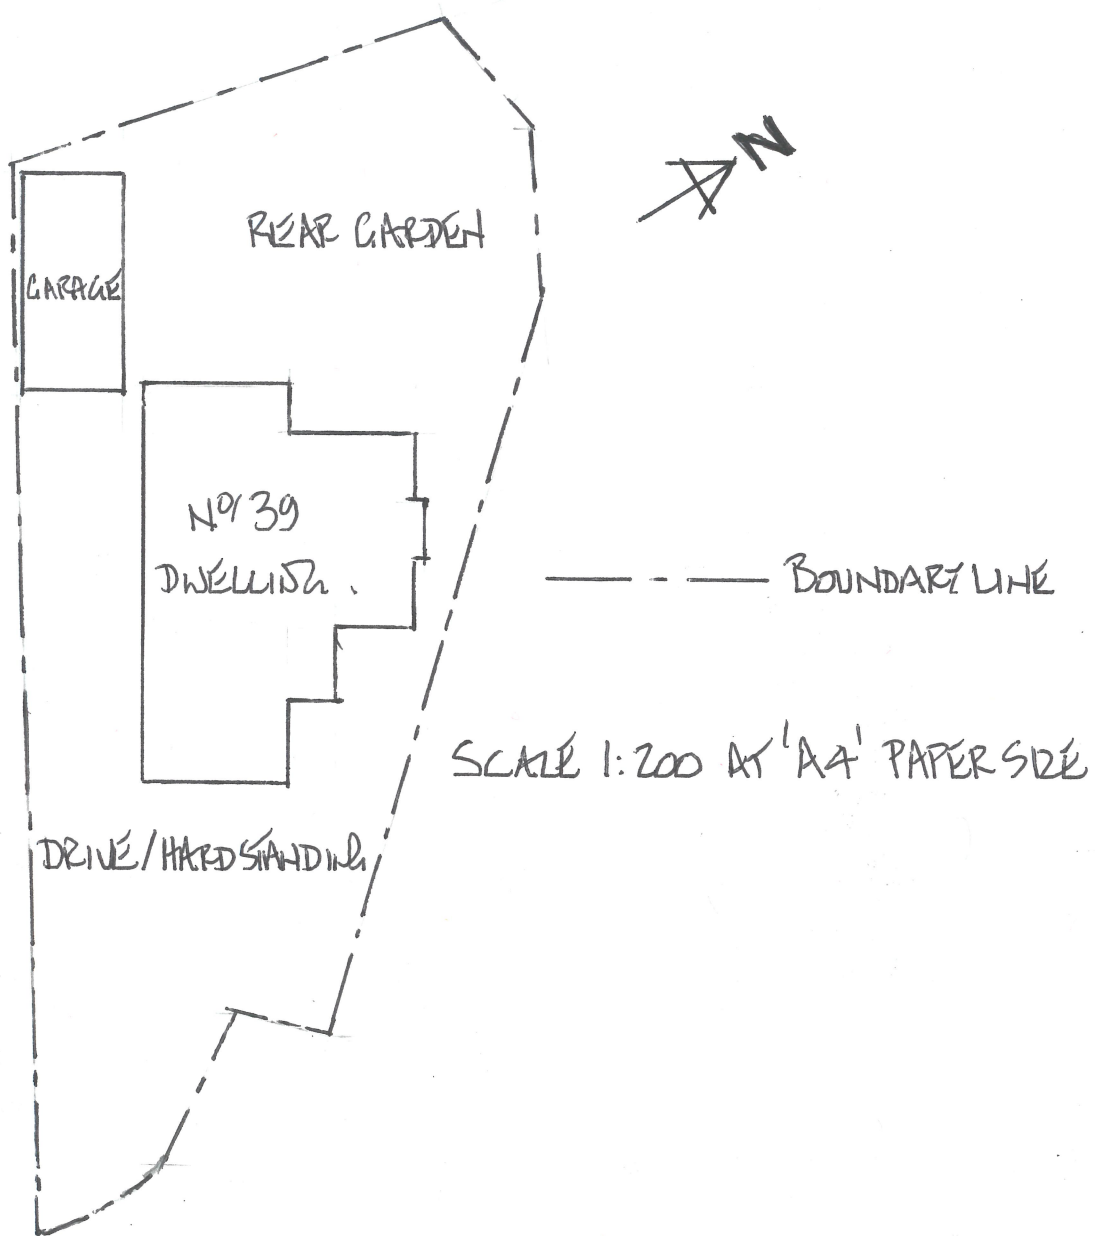 N
REAR GARDEN
GARAGE
Nº/39
DWELLING.
BOUNDARY LINE
SCALE 1:200 AT 'A4' PAPER SIZE
DRIVE/HARDSTANDING